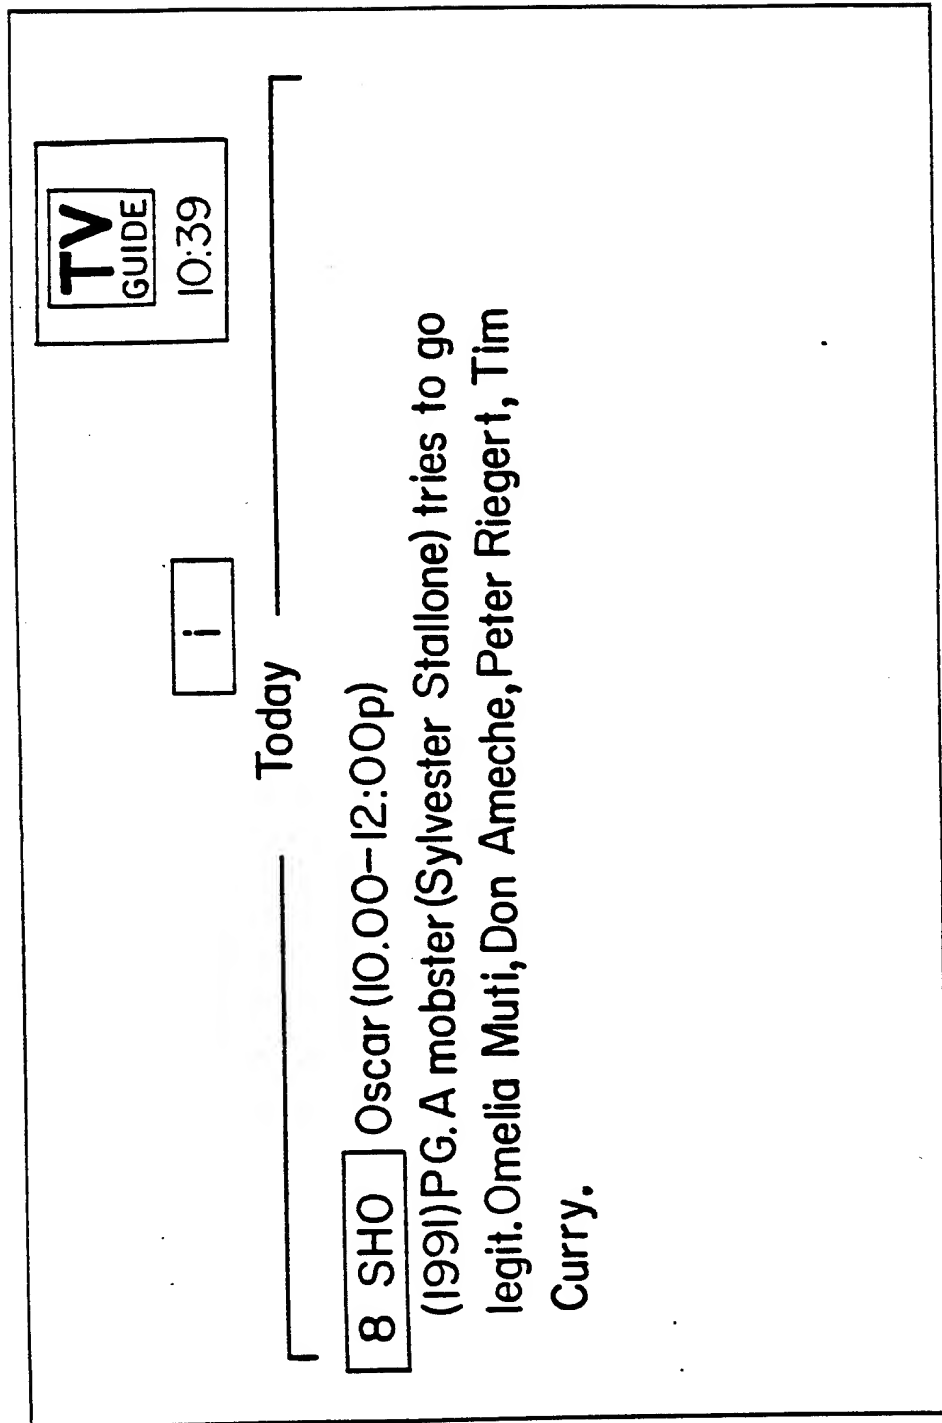 TV
GUIDE
10:39
i
Today
8 SHO Oscar (10.00-12:00p)
(1991) PG. A mobster (Sylvester Stallone) tries to go
legit. Omelia Muti, Don Ameche, Peter Riegert, Tim
Curry.